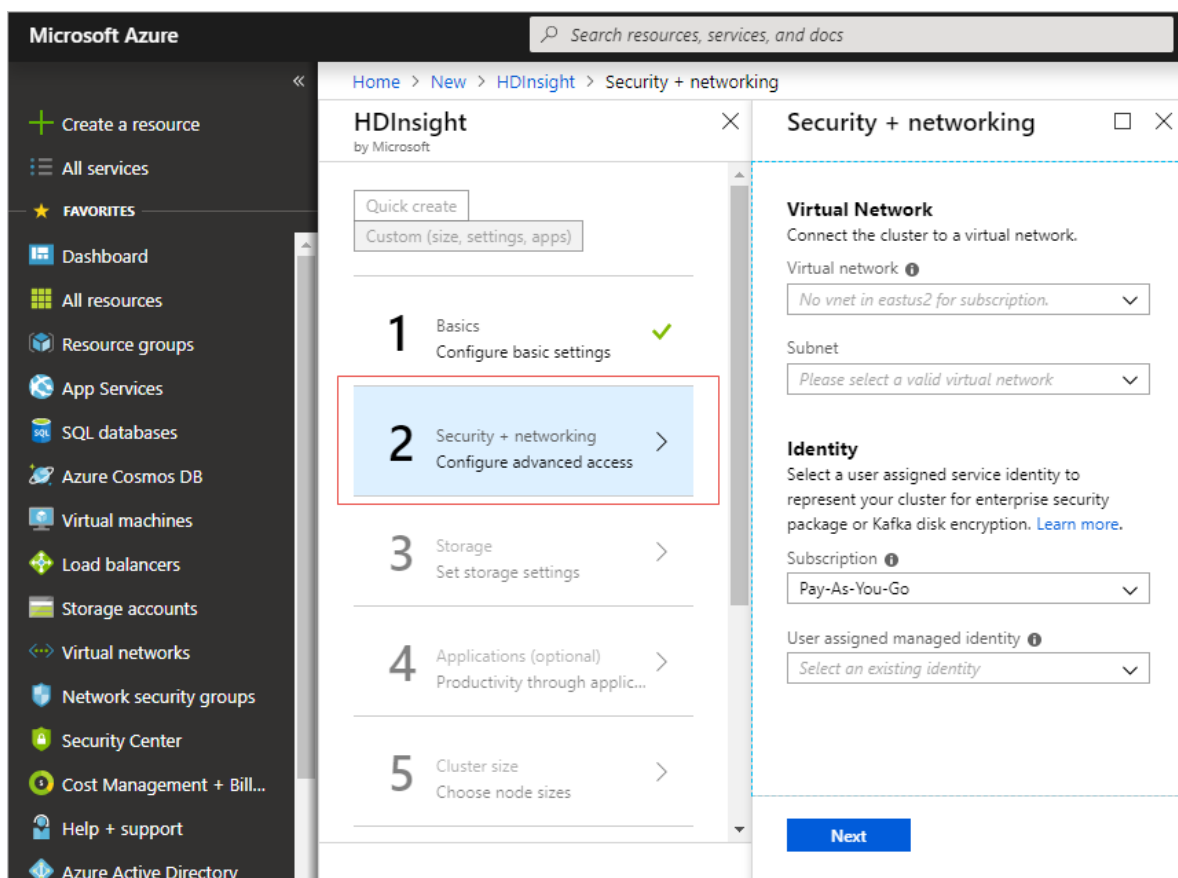 Microsoft Azure
Search resources, services, and docs
«
Create a resource
All services
FAVORITES
Dashboard
All resources
Resource groups
App Services
SQL databases
Azure Cosmos DB
Virtual machines
Load balancers
Storage accounts
Virtual networks
Network security groups
Security Center
Cost Management + Bill...
Help + support
Azure Active Directory
Home > New > HDInsight > Security + networking
HDInsight
by Microsoft
Quick create
Custom (size, settings, apps)
1
Basics
Configure basic settings
2
Security + networking
Configure advanced access
3
Storage
Set storage settings
4
Applications (optional)
Productivity through applic...
5
Cluster size
Choose node sizes
Security + networking
Virtual Network
Connect the cluster to a virtual network.
Virtual network
No vnet in eastus2 for subscription.
Subnet
Please select a valid virtual network
Identity
Select a user assigned service identity to
represent your cluster for enterprise security
package or Kafka disk encryption. Learn more.
Subscription
Pay-As-You-Go
User assigned managed identity
Select an existing identity
Next